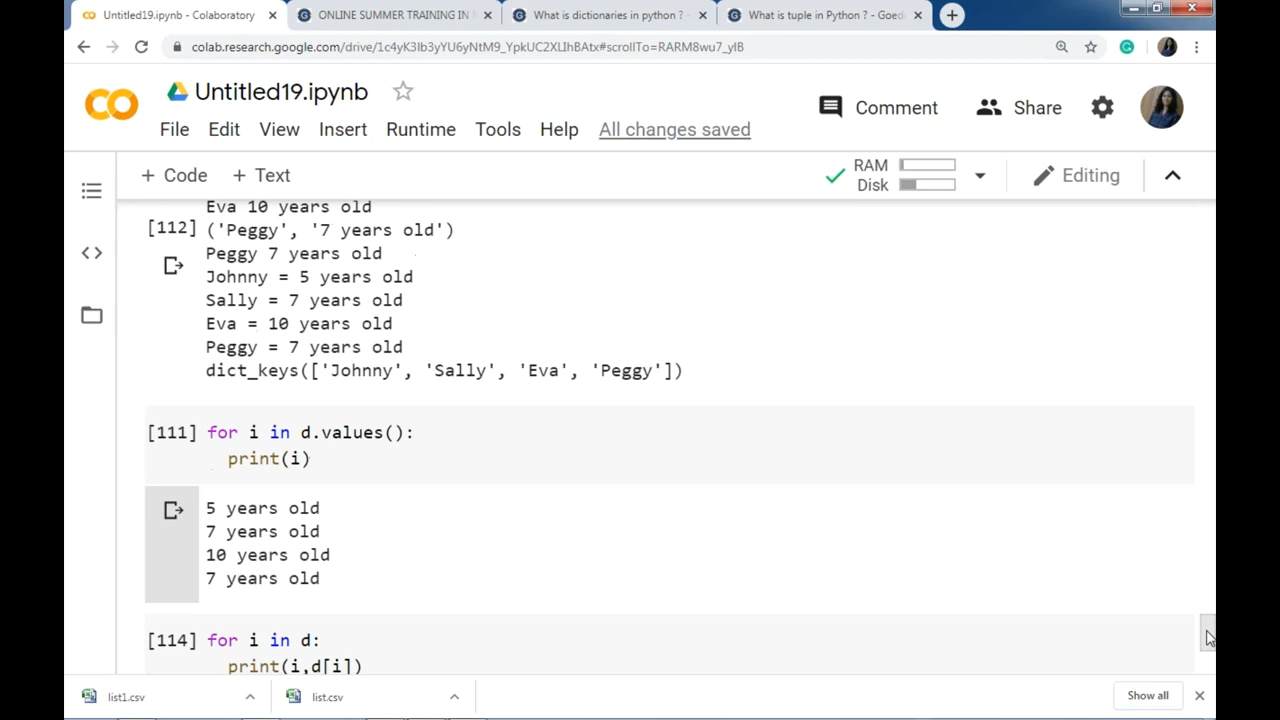 Untitled19.ipynb - Colaboratory
ONLINE SUMMER TRAINING IN
What is dictionaries in python ? -
What is tuple in Python ? - Goed
colab.research.google.com/drive/1c4yK3Ib3yYU6yNtM9_YpkUC2XLIhBAtx#scrollTo=RARM8wu7_yIB
CO
Untitled19.ipynb
Comment
Share
File Edit View Insert Runtime Tools Help All changes saved
+ Code + Text
RAM
Disk
Editing
Eva 10 years old
[112] ('Peggy', '7 years old')
Peggy 7 years old
Johnny = 5 years old
Sally = 7 years old
Eva = 10 years old
Peggy = 7 years old
dict_keys(['Johnny', 'Sally', 'Eva', 'Peggy'])
[111] for i in d.values():
print(i)
5 years old
7 years old
10 years old
7 years old
[114] for i in d:
print(i,d[i])
list1.csv
list.csv
Show all